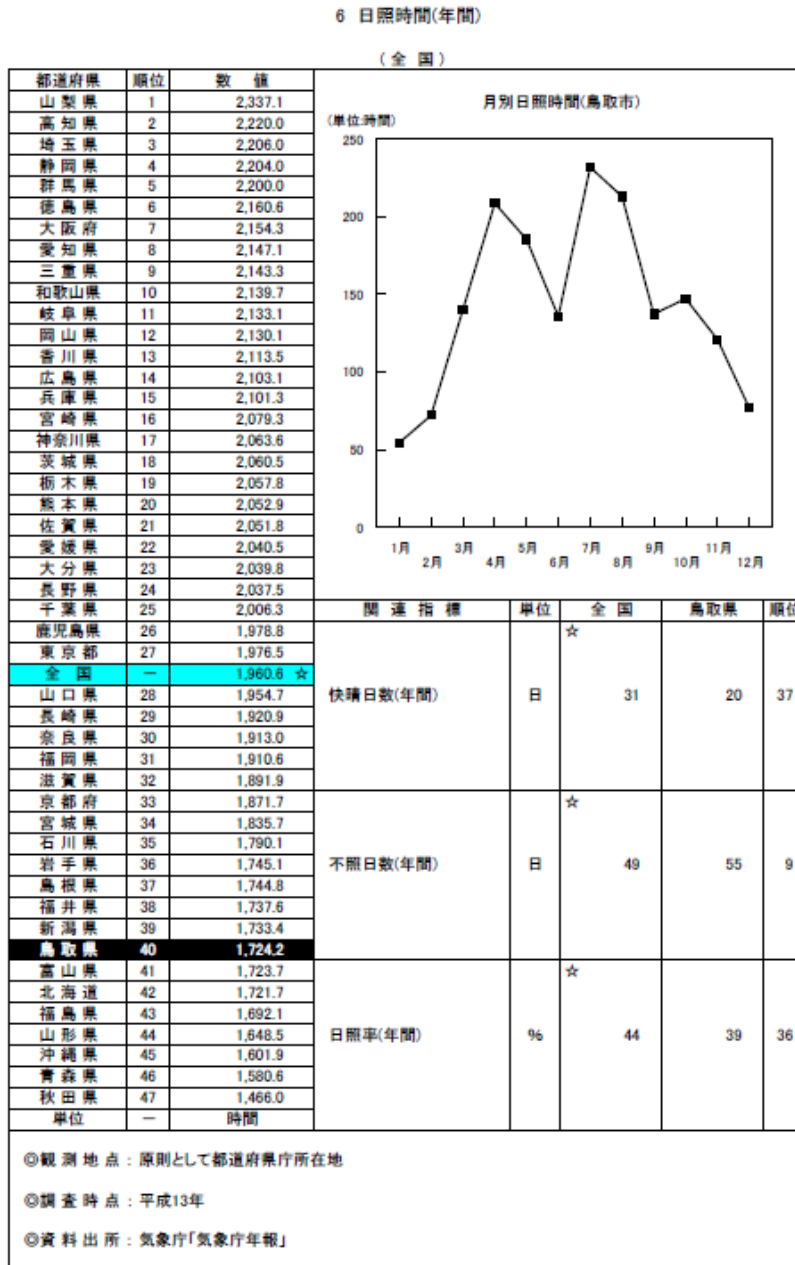 6 日照時間(年間)
(全 国)
都道府県 順位 数 値
山梨県 1 2,337.1
高知県 2 2,220.0
埼玉県 3 2,206.0
静岡県 4 2,204.0
群馬県 5 2,200.0
徳島県 6 2,160.6
大阪府 7 2,154.3
愛知県 8 2,147.1
三重県 9 2,143.3
和歌山県 10 2,139.7
岐阜県 11 2,133.1
岡山県 12 2,130.1
香川県 13 2,113.5
広島県 14 2,103.1
兵庫県 15 2,101.3
宮崎県 16 2,079.3
神奈川県 17 2,063.6
茨城県 18 2,060.5
栃木県 19 2,057.8
熊本県 20 2,052.9
佐賀県 21 2,051.8
愛媛県 22 2,040.5
大分県 23 2,039.8
長野県 24 2,037.5
千葉県 25 2,006.3
鹿児島県 26 1,978.8
東京都 27 1,976.5
全 国 － 1,960.6 ☆
山口県 28 1,954.7
長崎県 29 1,920.9
奈良県 30 1,913.0
福岡県 31 1,910.6
滋賀県 32 1,891.9
京都府 33 1,871.7
宮城県 34 1,835.7
石川県 35 1,790.1
岩手県 36 1,745.1
島根県 37 1,744.8
福井県 38 1,737.6
新潟県 39 1,733.4
鳥取県 40 1,724.2
富山県 41 1,723.7
北海道 42 1,721.7
福島県 43 1,692.1
山形県 44 1,648.5
沖縄県 45 1,601.9
青森県 46 1,580.6
秋田県 47 1,466.0
単位 － 時間
月別日照時間(鳥取市)
(単位:時間)
250
200
150
100
50
0
1月 2月 3月 4月 5月 6月 7月 8月 9月 10月 11月 12月
関連指標 単位 全国 鳥取県 順位
☆
快晴日数(年間) 日 31 20 37
☆
不照日数(年間) 日 49 55 9
☆
日照率(年間) % 44 39 36
◎観測地点：原則として都道府県庁所在地
◎調査時点：平成13年
◎資料出所：気象庁「気象庁年報」